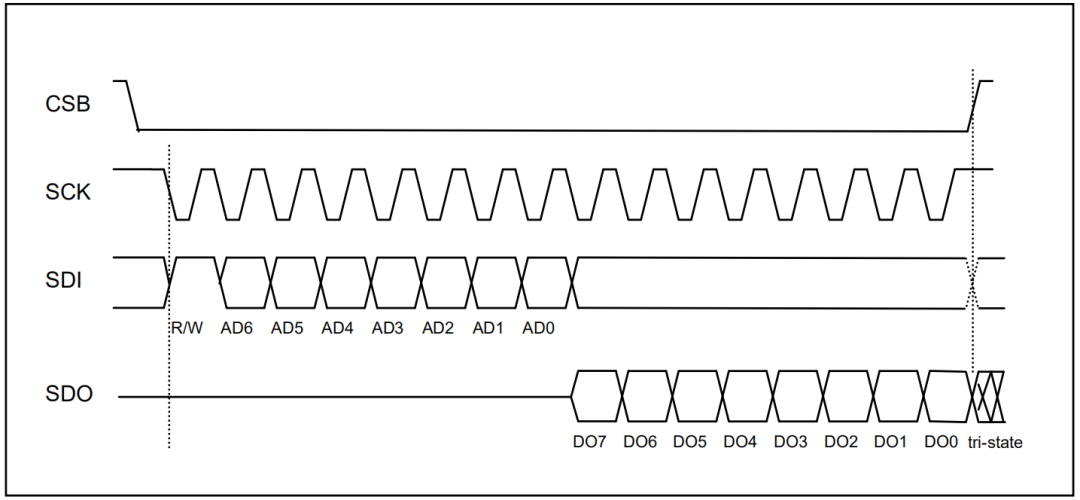 CSB
SCK
SDI
R/W AD6 AD5 AD4 AD3 AD2 AD1 AD0
SDO
DO7 DO6 DO5 DO4 DO3 DO2 DO1 DO0 tri-state